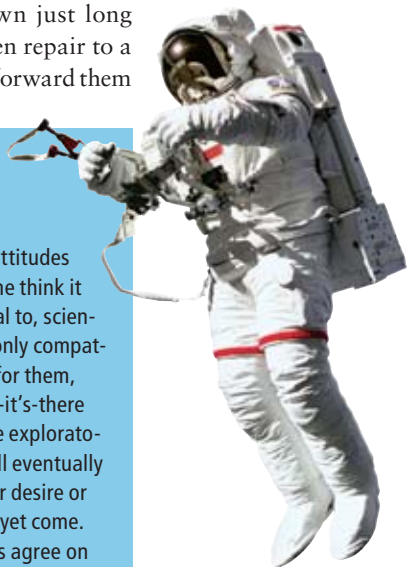 wn just long
en repair to a
forward them
ttitudes
ne think it
al to, scien-
only compat-
for them,
-it's-there
e explorato-
ll eventually
r desire or
yet come.
s agree on